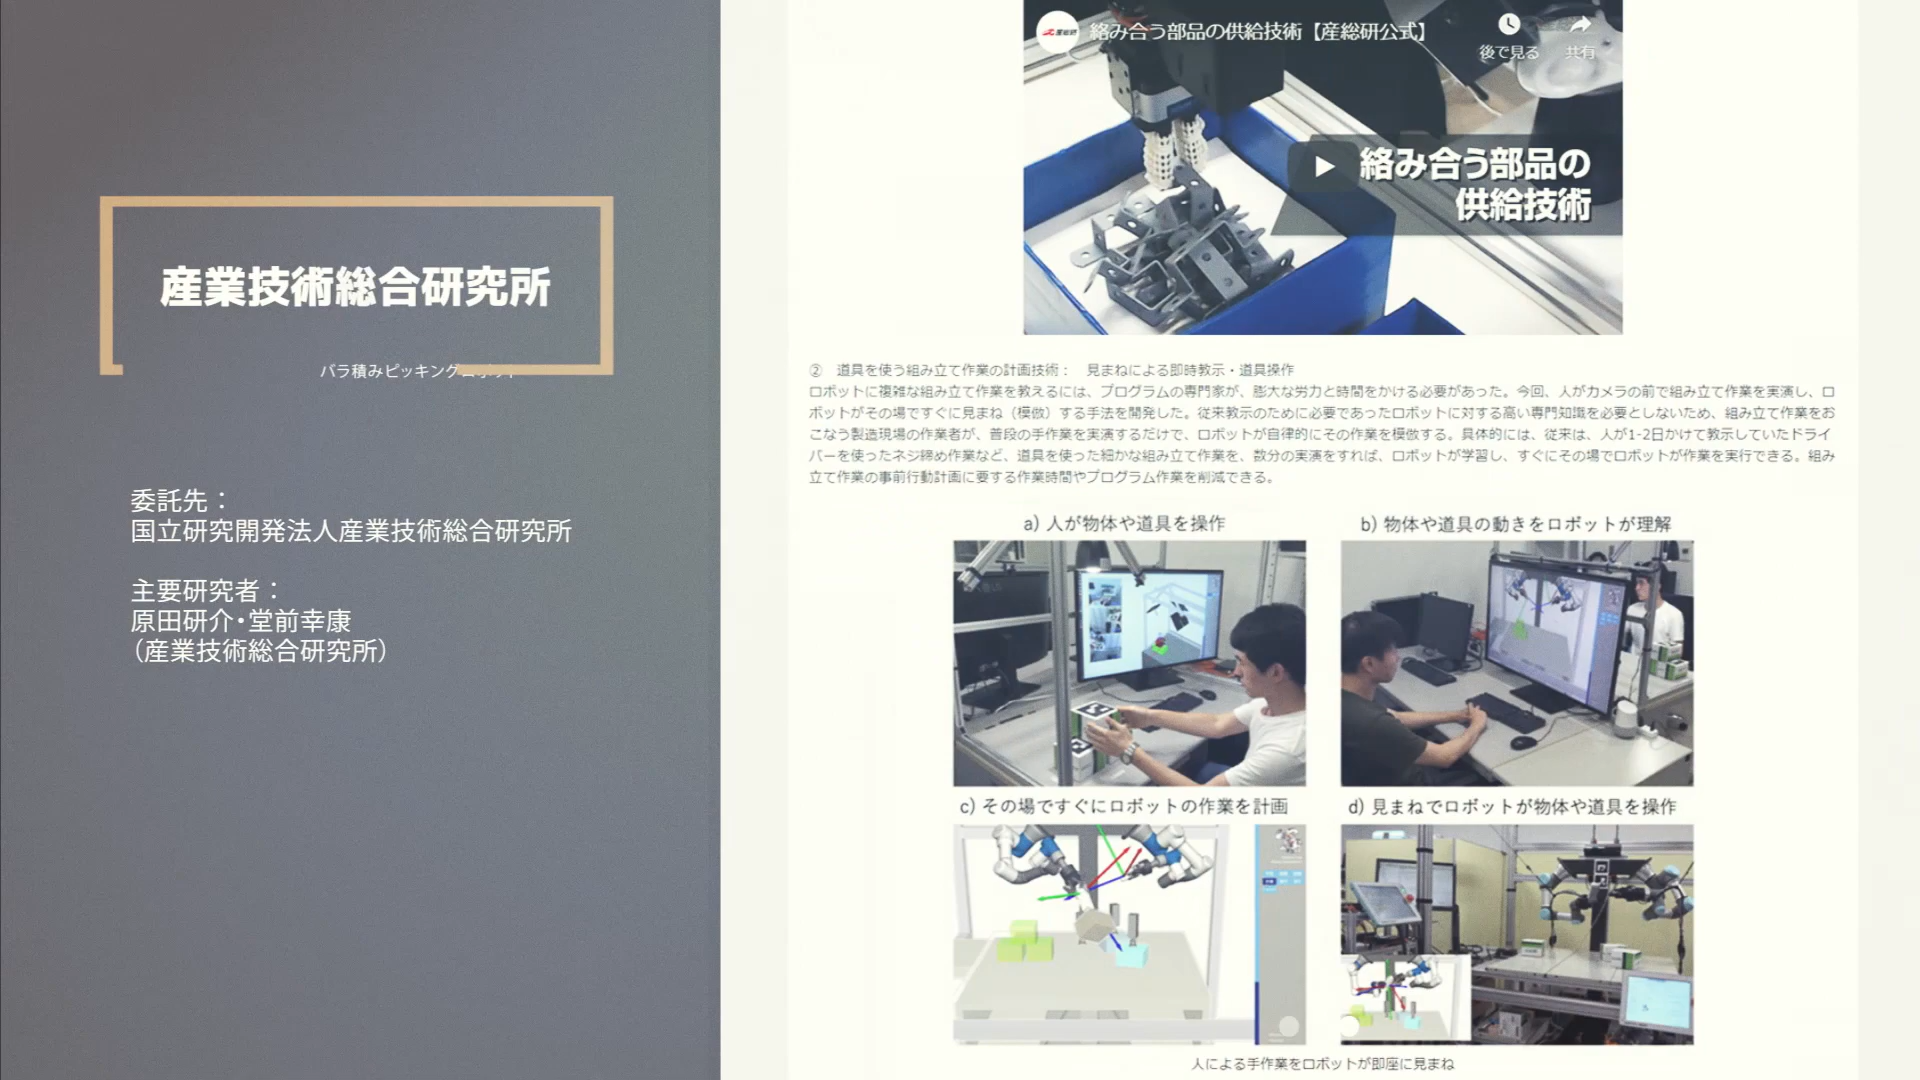 産業技術総合研究所
バラ積みピッキング
委託先：
国立研究開発法人産業技術総合研究所
主要研究者：
原田研介・堂前幸康
（産業技術総合研究所）
産総研
絡み合う部品の供給技術【産総研公式】
後で見る
共有
絡み合う部品の
供給技術
② 道具を使う組み立て作業の計画技術： 見まねによる即時教示・道具操作
ロボットに複雑な組み立て作業を教えるには、プログラムの専門家が、膨大な労力と時間をかける必要があった。今回、人がカメラの前で組み立て作業を実演し、ロ
ボットがその場ですぐに見まね（模倣）する手法を開発した。従来教示のために必要であったロボットに対する高い専門知識を必要としないため、組み立て作業をお
こなう製造現場の作業者が、普段の手作業を実演するだけで、ロボットが自律的にその作業を模倣する。具体的には、従来は、人が1-2日かけて教示していたドライ
バーを使ったネジ締め作業など、道具を使った細かな組み立て作業を、数分の実演をすれば、ロボットが学習し、すぐにその場でロボットが作業を実行できる。組み
立て作業の事前行動計画に要する作業時間やプログラム作業を削減できる。
a) 人が物体や道具を操作
b) 物体や道具の動きをロボットが理解
c) その場ですぐにロボットの作業を計画
d) 見まねでロボットが物体や道具を操作
人による手作業をロボットが即座に見まね